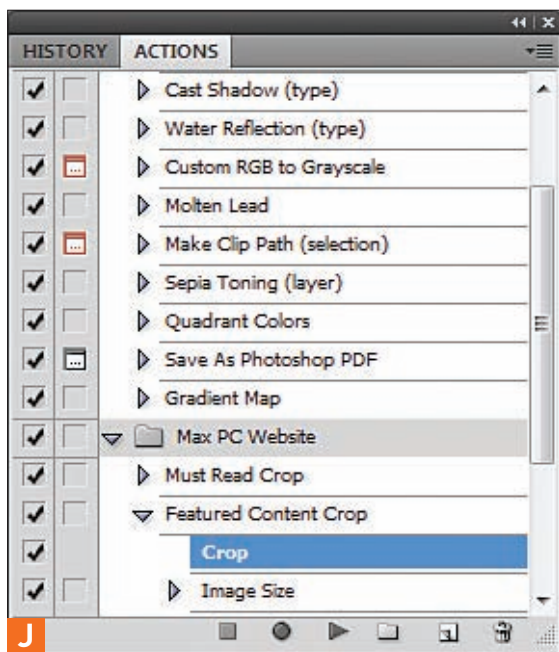 HISTORY ACTIONS
Cast Shadow (type)
Water Reflection (type)
Custom RGB to Grayscale
Molten Lead
Make Clip Path (selection)
Sepia Toning (layer)
Quadrant Colors
Save As Photoshop PDF
Gradient Map
Max PC Website
Must Read Crop
Featured Content Crop
Crop
Image Size
J